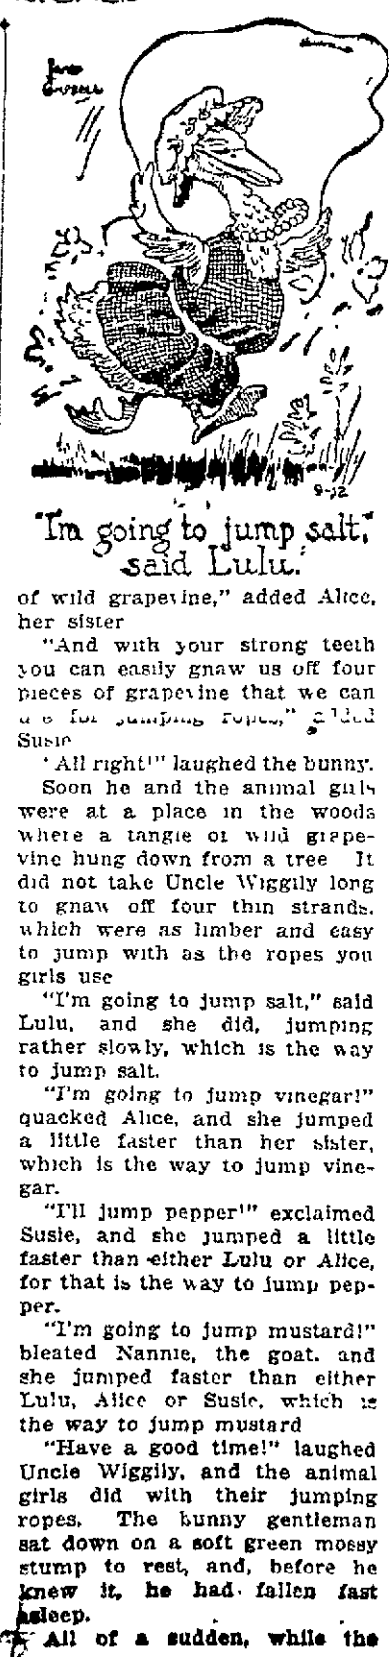 "I'm going to jump salt,"
said Lulu.
of wild grapevine," added Alice,
her sister
"And with your strong teeth
you can easily gnaw us off four
pieces of grapevine that we can
for jumping ropes," added
Susie
"All right!" laughed the bunny.
Soon he and the animal girls
were at a place in the woods
where a tangle of wild grape-
vine hung down from a tree It
did not take Uncle Wiggily long
to gnaw off four thin strands,
which were as limber and easy
to jump with as the ropes you
girls use
"I'm going to jump salt," said
Lulu, and she did, jumping
rather slowly, which is the way
to jump salt.
"I'm going to jump vinegar!"
quacked Alice, and she jumped
a little faster than her sister,
which is the way to jump vine-
gar.
"I'll jump pepper!" exclaimed
Susie, and she jumped a little
faster than either Lulu or Alice,
for that is the way to jump pep-
per.
"I'm going to jump mustard!"
bleated Nannie, the goat, and
she jumped faster than either
Lulu, Alice or Susie, which is
the way to jump mustard
"Have a good time!" laughed
Uncle Wiggily, and the animal
girls did with their jumping
ropes. The bunny gentleman
sat down on a soft green mossy
stump to rest, and, before he
knew it, he had fallen fast
asleep.
All of a sudden, while the